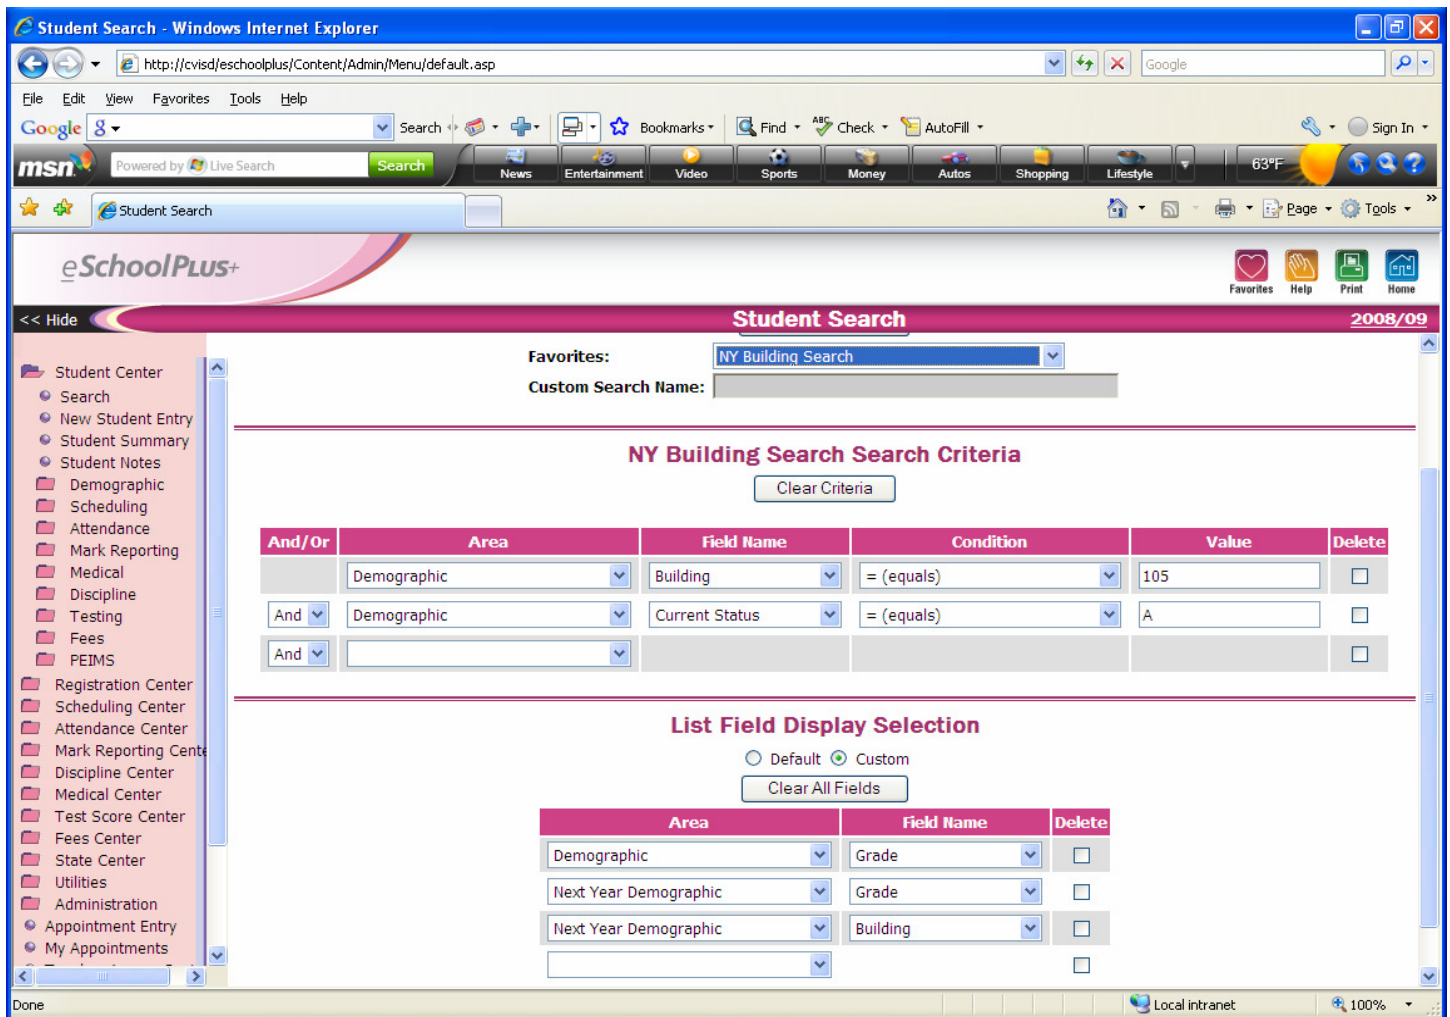 Student Search - Windows Internet Explorer
http://cvisd/eschoolplus/Content/Admin/Menu/default.asp
Google
File Edit View Favorites Tools Help
Google Search Bookmarks Find Check AutoFill Sign In
msn Powered by Live Search Search News Entertainment Video Sports Money Autos Shopping Lifestyle 63°F
Student Search Page Tools
eSchoolPLUS+
Favorites Help Print Home
<< Hide Student Search 2008/09
Favorites: NY Building Search
Custom Search Name:
Student Center
Search
New Student Entry
Student Summary
Student Notes
Demographic
Scheduling
Attendance
Mark Reporting
Medical
Discipline
Testing
Fees
PEIMS
Registration Center
Scheduling Center
Attendance Center
Mark Reporting Cente
Discipline Center
Medical Center
Test Score Center
Fees Center
State Center
Utilities
Administration
Appointment Entry
My Appointments
NY Building Search Search Criteria
Clear Criteria
And/Or Area Field Name Condition Value Delete
Demographic Building = (equals) 105
And Demographic Current Status = (equals) A
And
List Field Display Selection
Default Custom
Clear All Fields
Area Field Name Delete
Demographic Grade
Next Year Demographic Grade
Next Year Demographic Building
Done Local intranet 100%